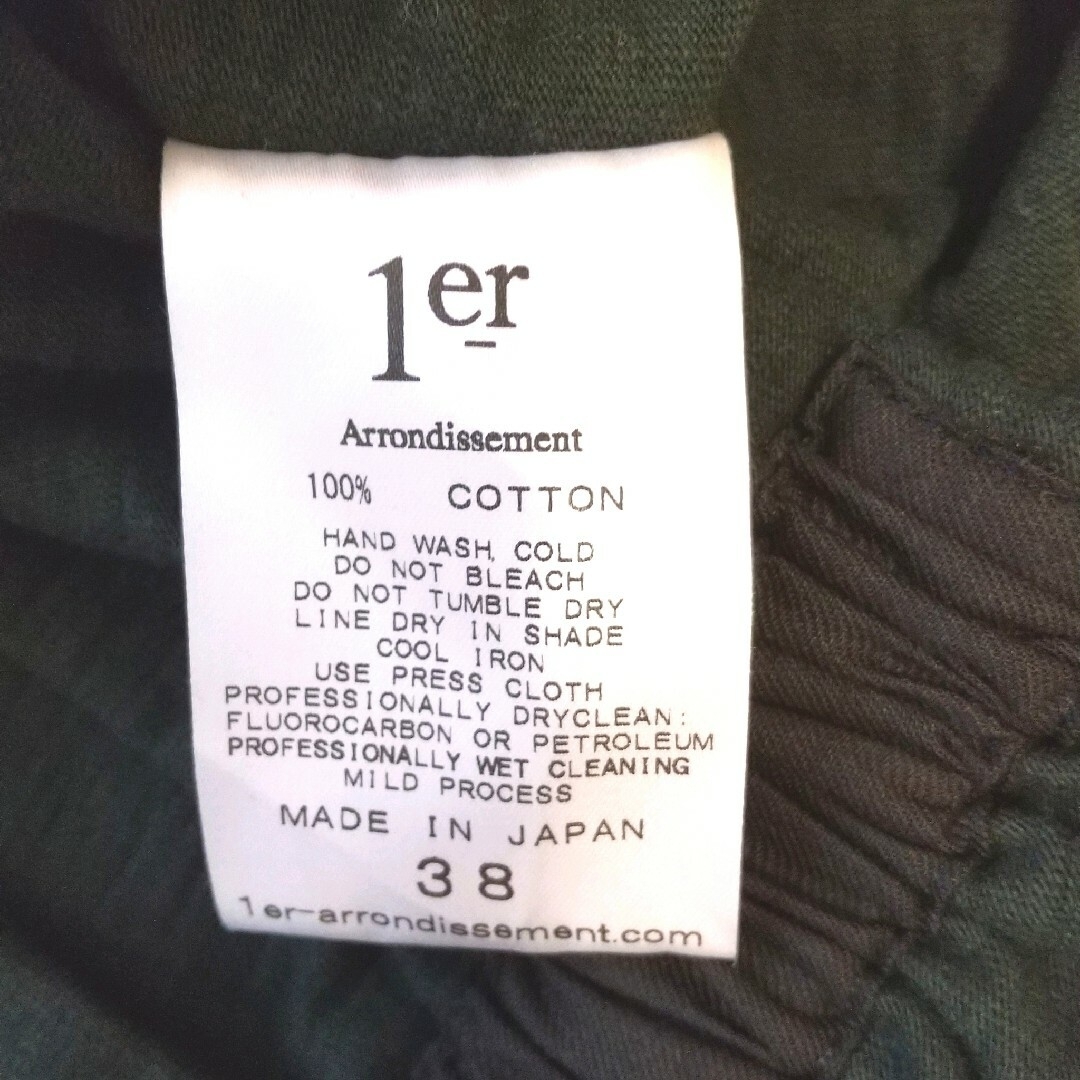 1er
Arrondissement
100% COTTON
HAND WASH, COLD
DO NOT BLEACH
DO NOT TUMBLE DRY
LINE DRY IN SHADE
COOL IRON
USE PRESS CLOTH
PROFESSIONALLY DRYCLEAN:
FLUOROCARBON OR PETROLEUM
PROFESSIONALLY WET CLEANING
MILD PROCESS
MADE IN JAPAN
38
1er-arrondissement.com